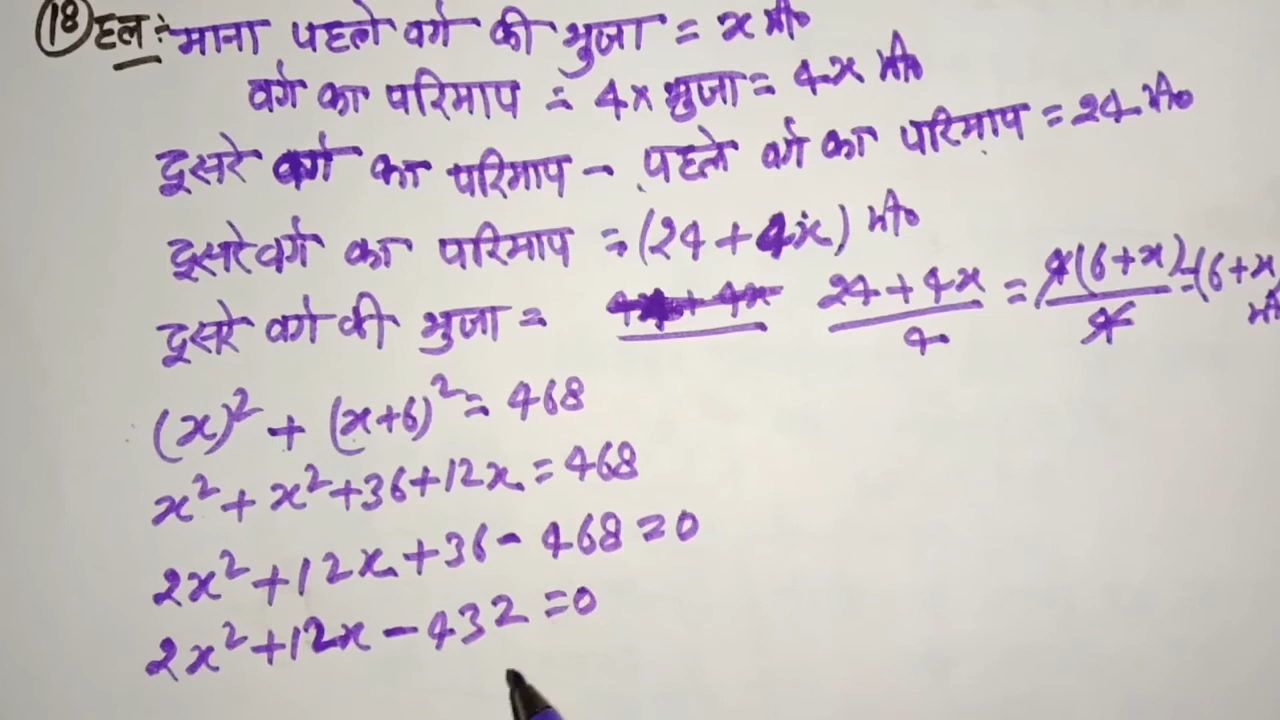 (18) हल :- माना पहले वर्ग की भुजा = x मी०
वर्ग का परिमाप = 4 x भुजा = 4x मी०
दूसरे वर्ग का परिमाप - पहले वर्ग का परिमाप = 24 मी०
दूसरे वर्ग का परिमाप = (24 + 4x) मी०
दूसरे वर्ग की भुजा = (24 + 4x)/4 = 4(6+x)/4 = (6+x) मी०
(x)² + (x+6)² = 468
x² + x² + 36 + 12x = 468
2x² + 12x + 36 - 468 = 0
2x² + 12x - 432 = 0